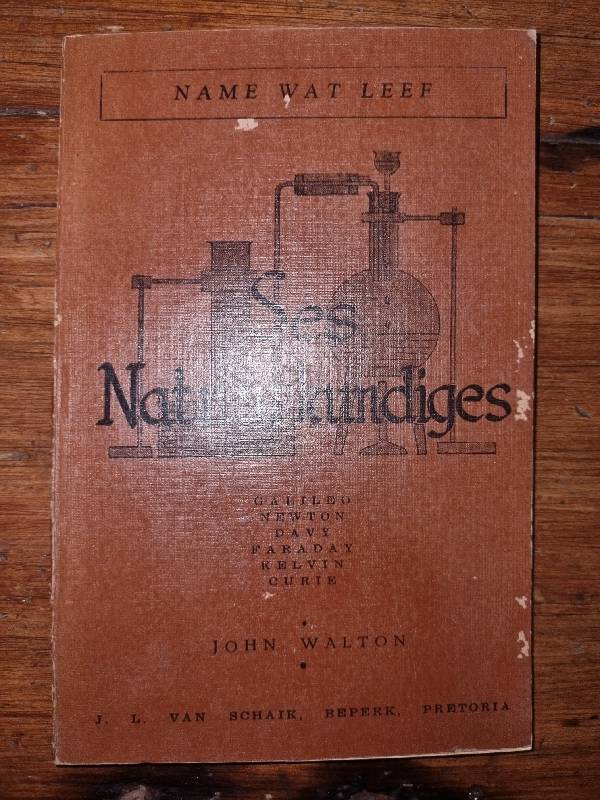 NAME WAT LEEF
Ses
Natuurkundiges
GALILEO
NEWTON
DAVY
FARADAY
KELVIN
CURIE
JOHN WALTON
J. L. VAN SCHAIK, BEPERK, PRETORIA